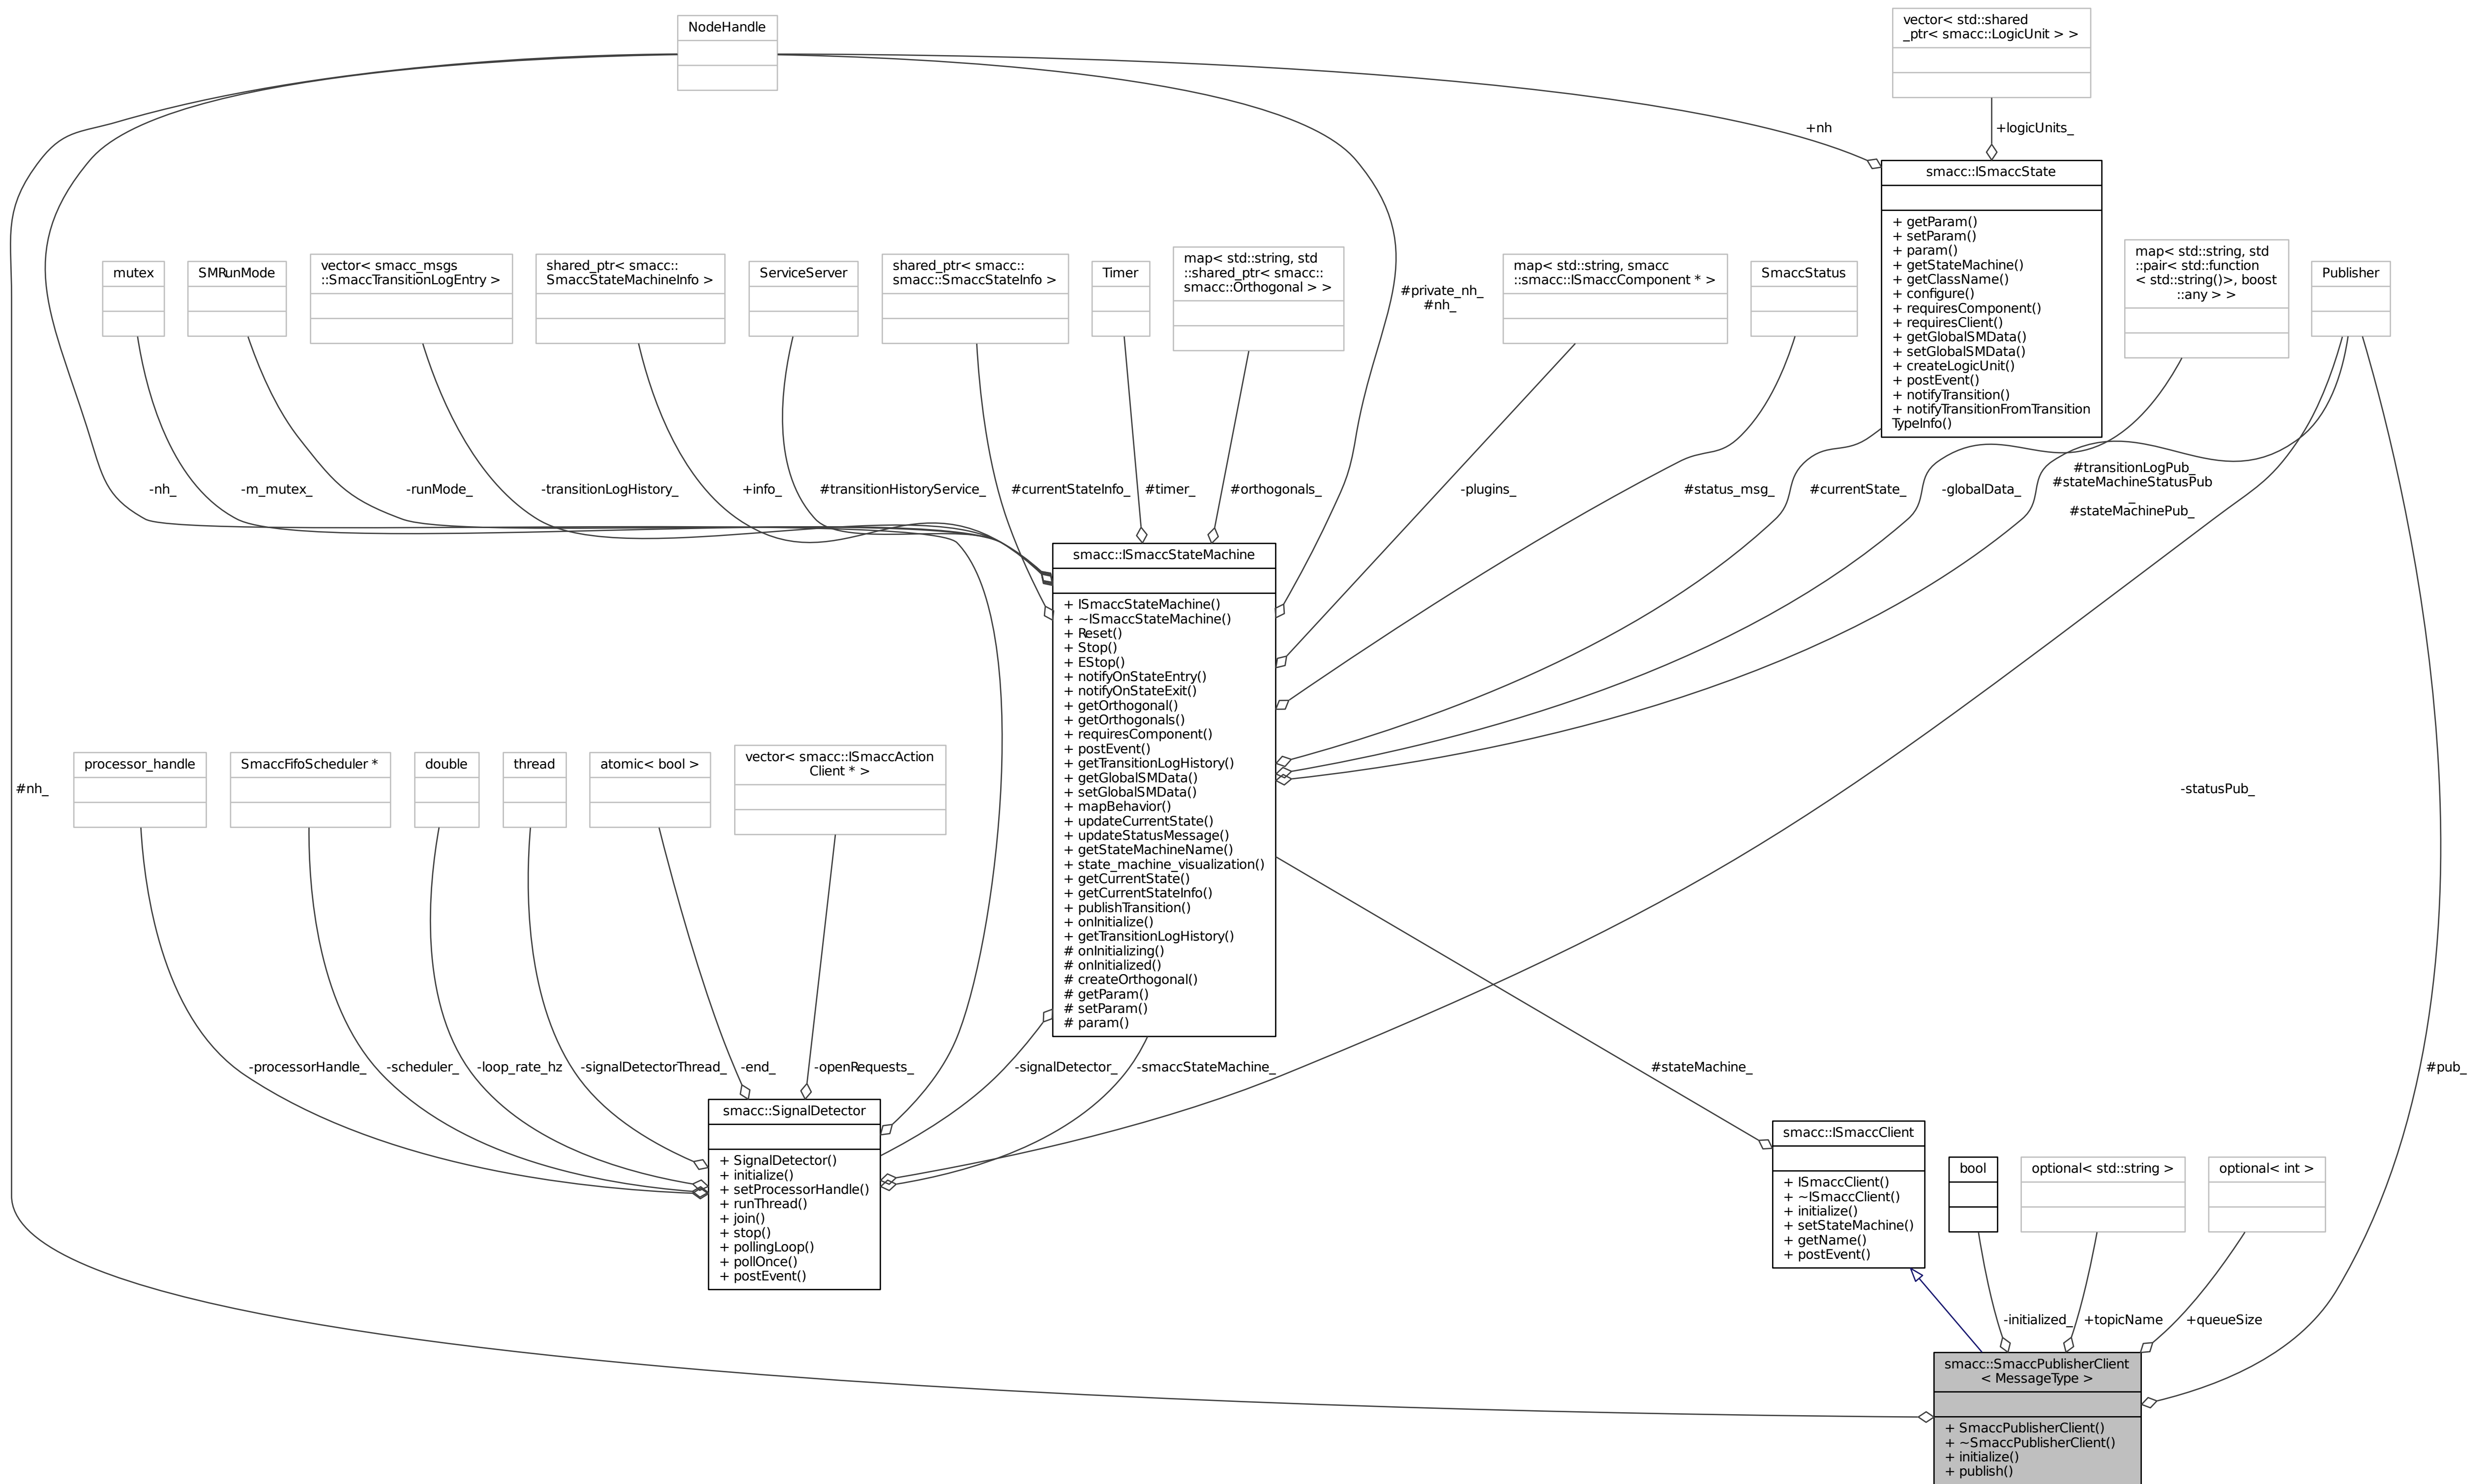 NodeHandle
vector< std::shared
_ptr< smacc::LogicUnit > >
+nh
+logicUnits_
smacc::ISmaccState
+ getParam()
+ setParam()
+ param()
+ getStateMachine()
+ getClassName()
+ configure()
+ requiresComponent()
+ requiresClient()
+ getGlobalSMData()
+ setGlobalSMData()
+ createLogicUnit()
+ postEvent()
+ notifyTransition()
+ notifyTransitionFromTransition
TypeInfo()
mutex
SMRunMode
vector< smacc_msgs
::SmaccTransitionLogEntry >
shared_ptr< smacc::
SmaccStateMachineInfo >
ServiceServer
shared_ptr< smacc::
smacc::SmaccStateInfo >
Timer
map< std::string, std
::shared_ptr< smacc::
smacc::Orthogonal > >
#private_nh_
#nh_
map< std::string, smacc
::smacc::ISmaccComponent * >
SmaccStatus
map< std::string, std
::pair< std::function
< std::string()>, boost
::any > >
Publisher
-nh_
-m_mutex_
-runMode_
-transitionLogHistory_
+info_
#transitionHistoryService_
#currentStateInfo_
#timer_
#orthogonals_
-plugins_
#status_msg_
#currentState_
-globalData_
#transitionLogPub_
#stateMachineStatusPub
_
#stateMachinePub_
smacc::ISmaccStateMachine
+ ISmaccStateMachine()
+ ~ISmaccStateMachine()
+ Reset()
+ Stop()
+ EStop()
+ notifyOnStateEntry()
+ notifyOnStateExit()
+ getOrthogonal()
+ getOrthogonals()
+ requiresComponent()
+ postEvent()
+ getTransitionLogHistory()
+ getGlobalSMData()
+ setGlobalSMData()
+ mapBehavior()
+ updateCurrentState()
+ updateStatusMessage()
+ getStateMachineName()
+ state_machine_visualization()
+ getCurrentState()
+ getCurrentStateInfo()
+ publishTransition()
+ onInitialize()
+ getTransitionLogHistory()
# onInitializing()
# onInitialized()
# createOrthogonal()
# getParam()
# setParam()
# param()
#nh_
processor_handle
SmaccFifoScheduler *
double
thread
atomic< bool >
vector< smacc::ISmaccAction
Client * >
-statusPub_
-processorHandle_
-scheduler_
-loop_rate_hz
-signalDetectorThread_
-end_
-openRequests_
-signalDetector_
-smaccStateMachine_
#stateMachine_
#pub_
smacc::SignalDetector
+ SignalDetector()
+ initialize()
+ setProcessorHandle()
+ runThread()
+ join()
+ stop()
+ pollingLoop()
+ pollOnce()
+ postEvent()
smacc::ISmaccClient
+ ISmaccClient()
+ ~ISmaccClient()
+ initialize()
+ setStateMachine()
+ getName()
+ postEvent()
bool
optional< std::string >
optional< int >
-initialized_
+topicName
+queueSize
smacc::SmaccPublisherClient
< MessageType >
+ SmaccPublisherClient()
+ ~SmaccPublisherClient()
+ initialize()
+ publish()